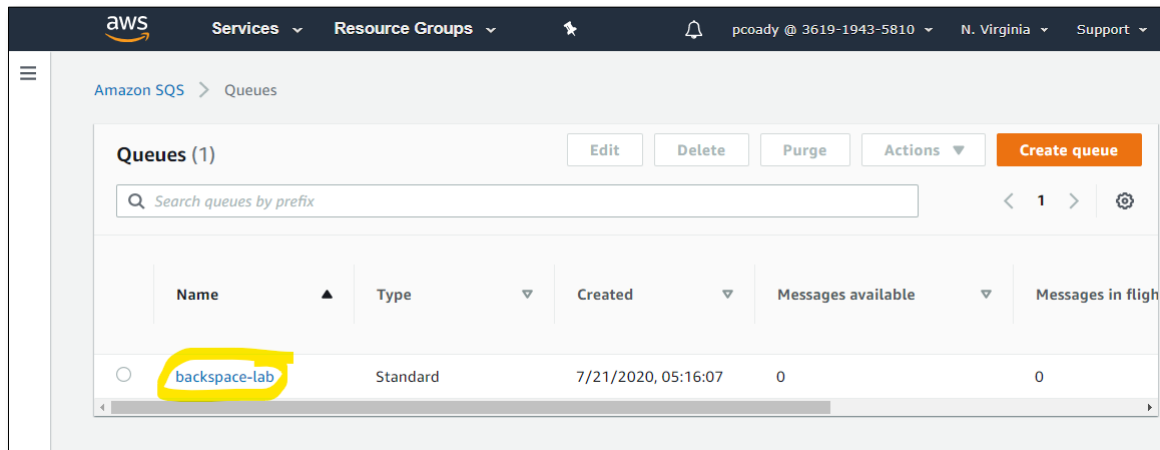 aws Services Resource Groups pcoady @ 3619-1943-5810 N. Virginia Support
Amazon SQS > Queues
Queues (1) Edit Delete Purge Actions Create queue
Search queues by prefix < 1 >
Name Type Created Messages available Messages in fligh
backspace-lab Standard 7/21/2020, 05:16:07 0 0